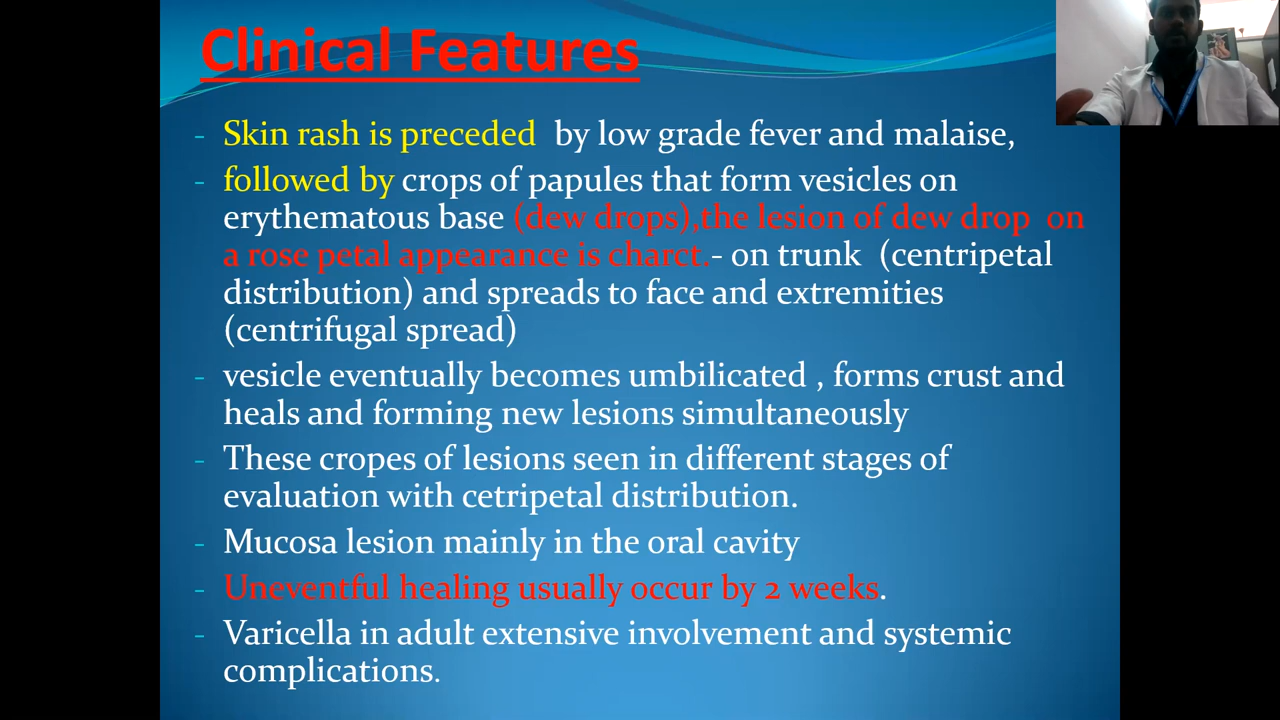 Clinical Features
- Skin rash is preceded by low grade fever and malaise,
- followed by crops of papules that form vesicles on
erythematous base (dew drops),the lesion of dew drop on
a rose petal appearance is charct.- on trunk (centripetal
distribution) and spreads to face and extremities
(centrifugal spread)
- vesicle eventually becomes umbilicated , forms crust and
heals and forming new lesions simultaneously
- These cropes of lesions seen in different stages of
evaluation with cetripetal distribution.
- Mucosa lesion mainly in the oral cavity
- Uneventful healing usually occur by 2 weeks.
- Varicella in adult extensive involvement and systemic
complications.